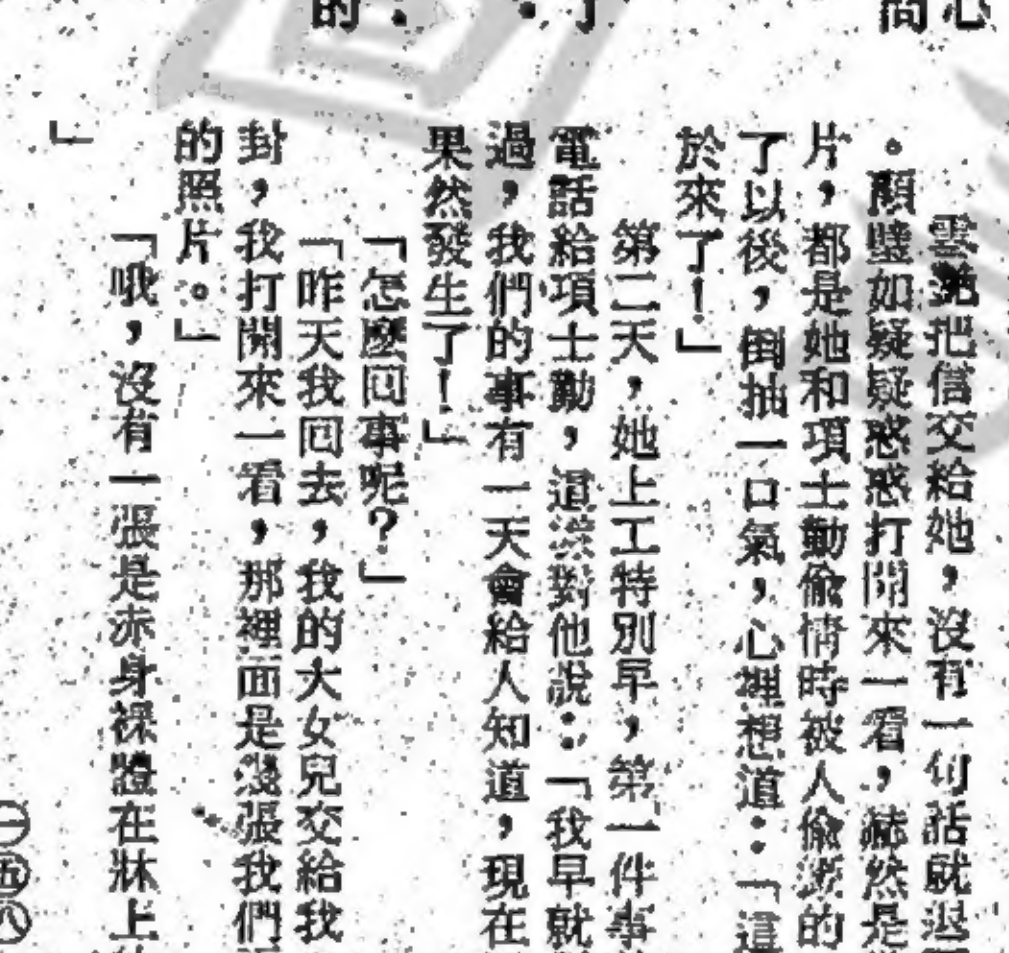 心
問
的
雲艷把信交給她，沒有一句話就退
。顧璧如疑疑惑惑打開來一看，赫然是
片，都是她和項士勤偷情時被人偷派的
了以後，倒抽一口氣，心裡想道：「這
於來了！」
第二天，她上工特別早，第一件事
電話給項士勤，這樣對他說：「我早就
過，我們的事有一天會給人知道，現在
果然發生了！」
「怎麼回事呢？」
「昨天我回去，我的大女兒交給我
封，我打開來一看，那裡面是幾張我們
的照片。」
「哦，沒有一張是赤身裸體在牀上
」
㊀㊄㊇